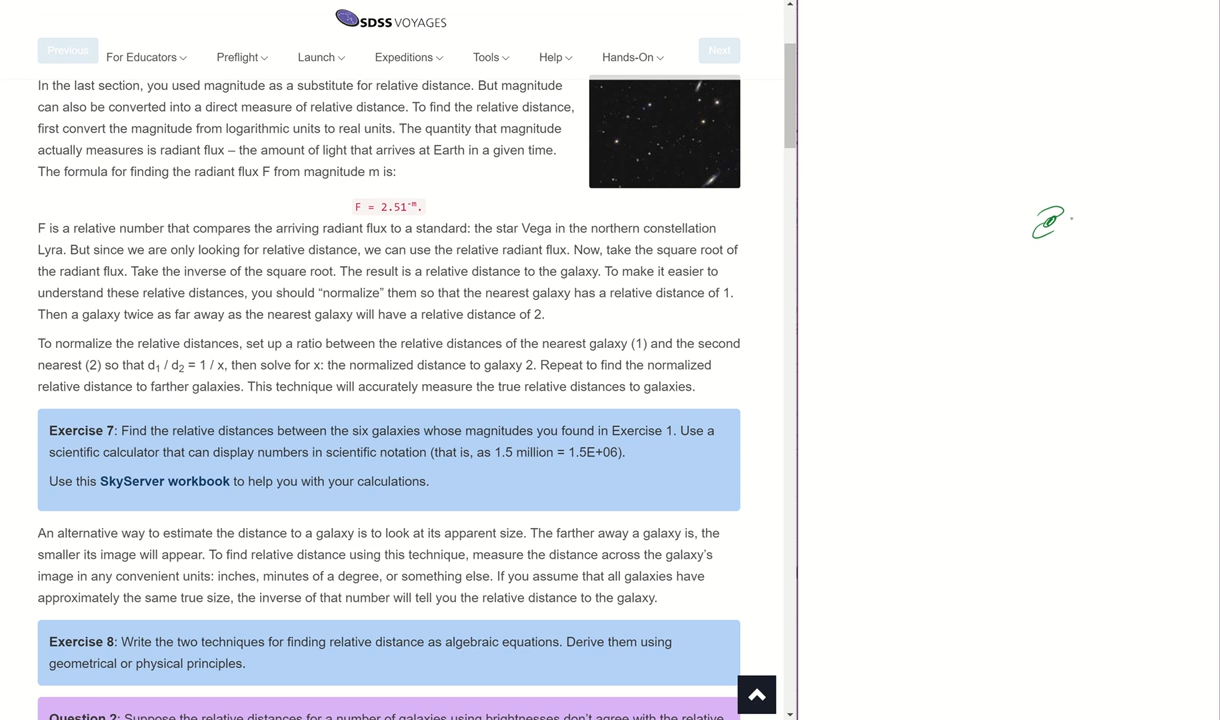 SDSS VOYAGES
Previous
For Educators
Preflight
Launch
Expeditions
Tools
Help
Hands-On
Next
In the last section, you used magnitude as a substitute for relative distance. But magnitude
can also be converted into a direct measure of relative distance. To find the relative distance,
first convert the magnitude from logarithmic units to real units. The quantity that magnitude
actually measures is radiant flux – the amount of light that arrives at Earth in a given time.
The formula for finding the radiant flux F from magnitude m is:
F = 2.51⁻ᵐ.
F is a relative number that compares the arriving radiant flux to a standard: the star Vega in the northern constellation
Lyra. But since we are only looking for relative distance, we can use the relative radiant flux. Now, take the square root of
the radiant flux. Take the inverse of the square root. The result is a relative distance to the galaxy. To make it easier to
understand these relative distances, you should “normalize” them so that the nearest galaxy has a relative distance of 1.
Then a galaxy twice as far away as the nearest galaxy will have a relative distance of 2.
To normalize the relative distances, set up a ratio between the relative distances of the nearest galaxy (1) and the second
nearest (2) so that d₁ / d₂ = 1 / x, then solve for x: the normalized distance to galaxy 2. Repeat to find the normalized
relative distance to farther galaxies. This technique will accurately measure the true relative distances to galaxies.
Exercise 7: Find the relative distances between the six galaxies whose magnitudes you found in Exercise 1. Use a
scientific calculator that can display numbers in scientific notation (that is, as 1.5 million = 1.5E+06).
Use this SkyServer workbook to help you with your calculations.
An alternative way to estimate the distance to a galaxy is to look at its apparent size. The farther away a galaxy is, the
smaller its image will appear. To find relative distance using this technique, measure the distance across the galaxy’s
image in any convenient units: inches, minutes of a degree, or something else. If you assume that all galaxies have
approximately the same true size, the inverse of that number will tell you the relative distance to the galaxy.
Exercise 8: Write the two techniques for finding relative distance as algebraic equations. Derive them using
geometrical or physical principles.
Question 2: Suppose the relative distances for a number of galaxies using brightnesses don’t agree with the relative